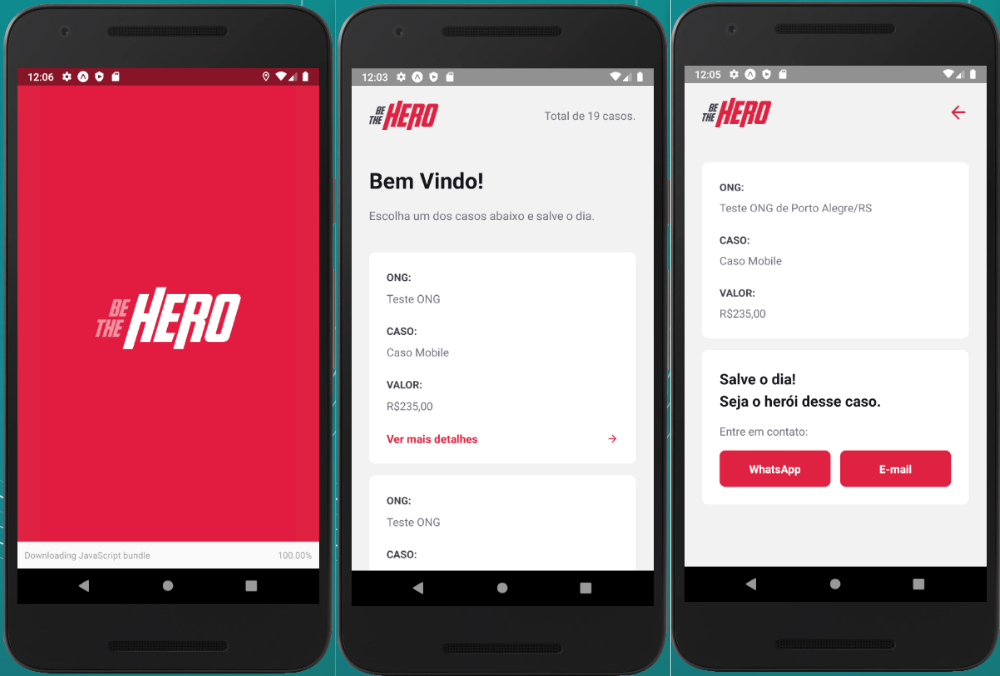 12:06
BE
THE HERO
Downloading JavaScript bundle 100.00%
12:03
BE
THE HERO
Total de 19 casos.
Bem Vindo!
Escolha um dos casos abaixo e salve o dia.
ONG:
Teste ONG
CASO:
Caso Mobile
VALOR:
R$235,00
Ver mais detalhes
ONG:
Teste ONG
CASO:
12:05
BE
THE HERO
ONG:
Teste ONG de Porto Alegre/RS
CASO:
Caso Mobile
VALOR:
R$235,00
Salve o dia!
Seja o herói desse caso.
Entre em contato:
WhatsApp E-mail